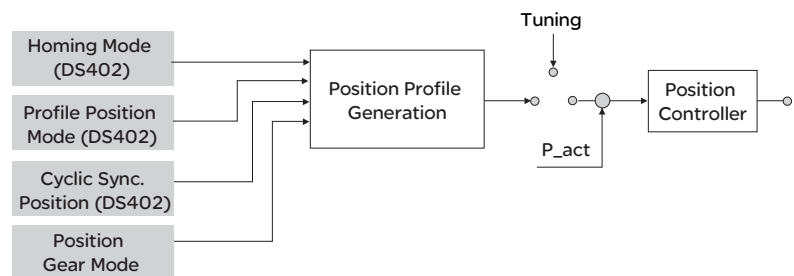 Tuning
Homing Mode
(DS402)
Profile Position
Mode (DS402)
Cyclic Sync.
Position (DS402)
Position
Gear Mode
Position Profile
Generation
P_act
Position
Controller